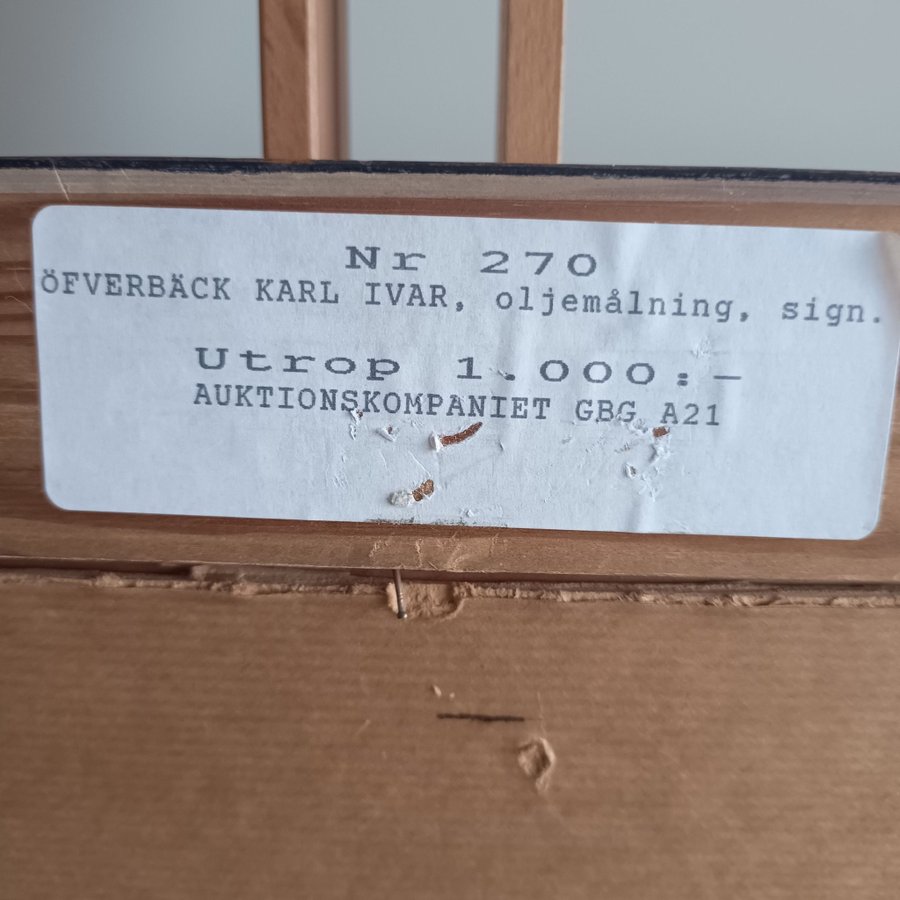 Nr 270
ÖFVERBÄCK KARL IVAR, oljemålning, sign.
Utrop 1.000:-
AUKTIONSKOMPANIET GBG A21